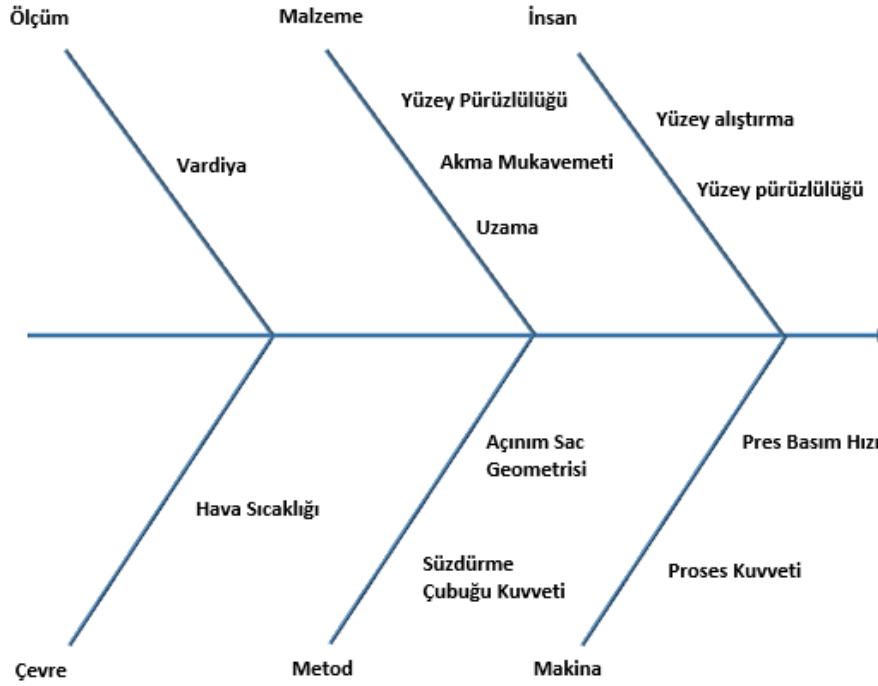 Ölçüm
Malzeme
İnsan
Yüzey Pürüzlülüğü
Yüzey alıştırma
Vardiya
Akma Mukavemeti
Yüzey pürüzlülüğü
Uzama
Açınım Sac
Geometrisi
Pres Basım Hızı
Hava Sıcaklığı
Süzdürme
Çubuğu Kuvveti
Proses Kuvveti
Çevre
Metod
Makina